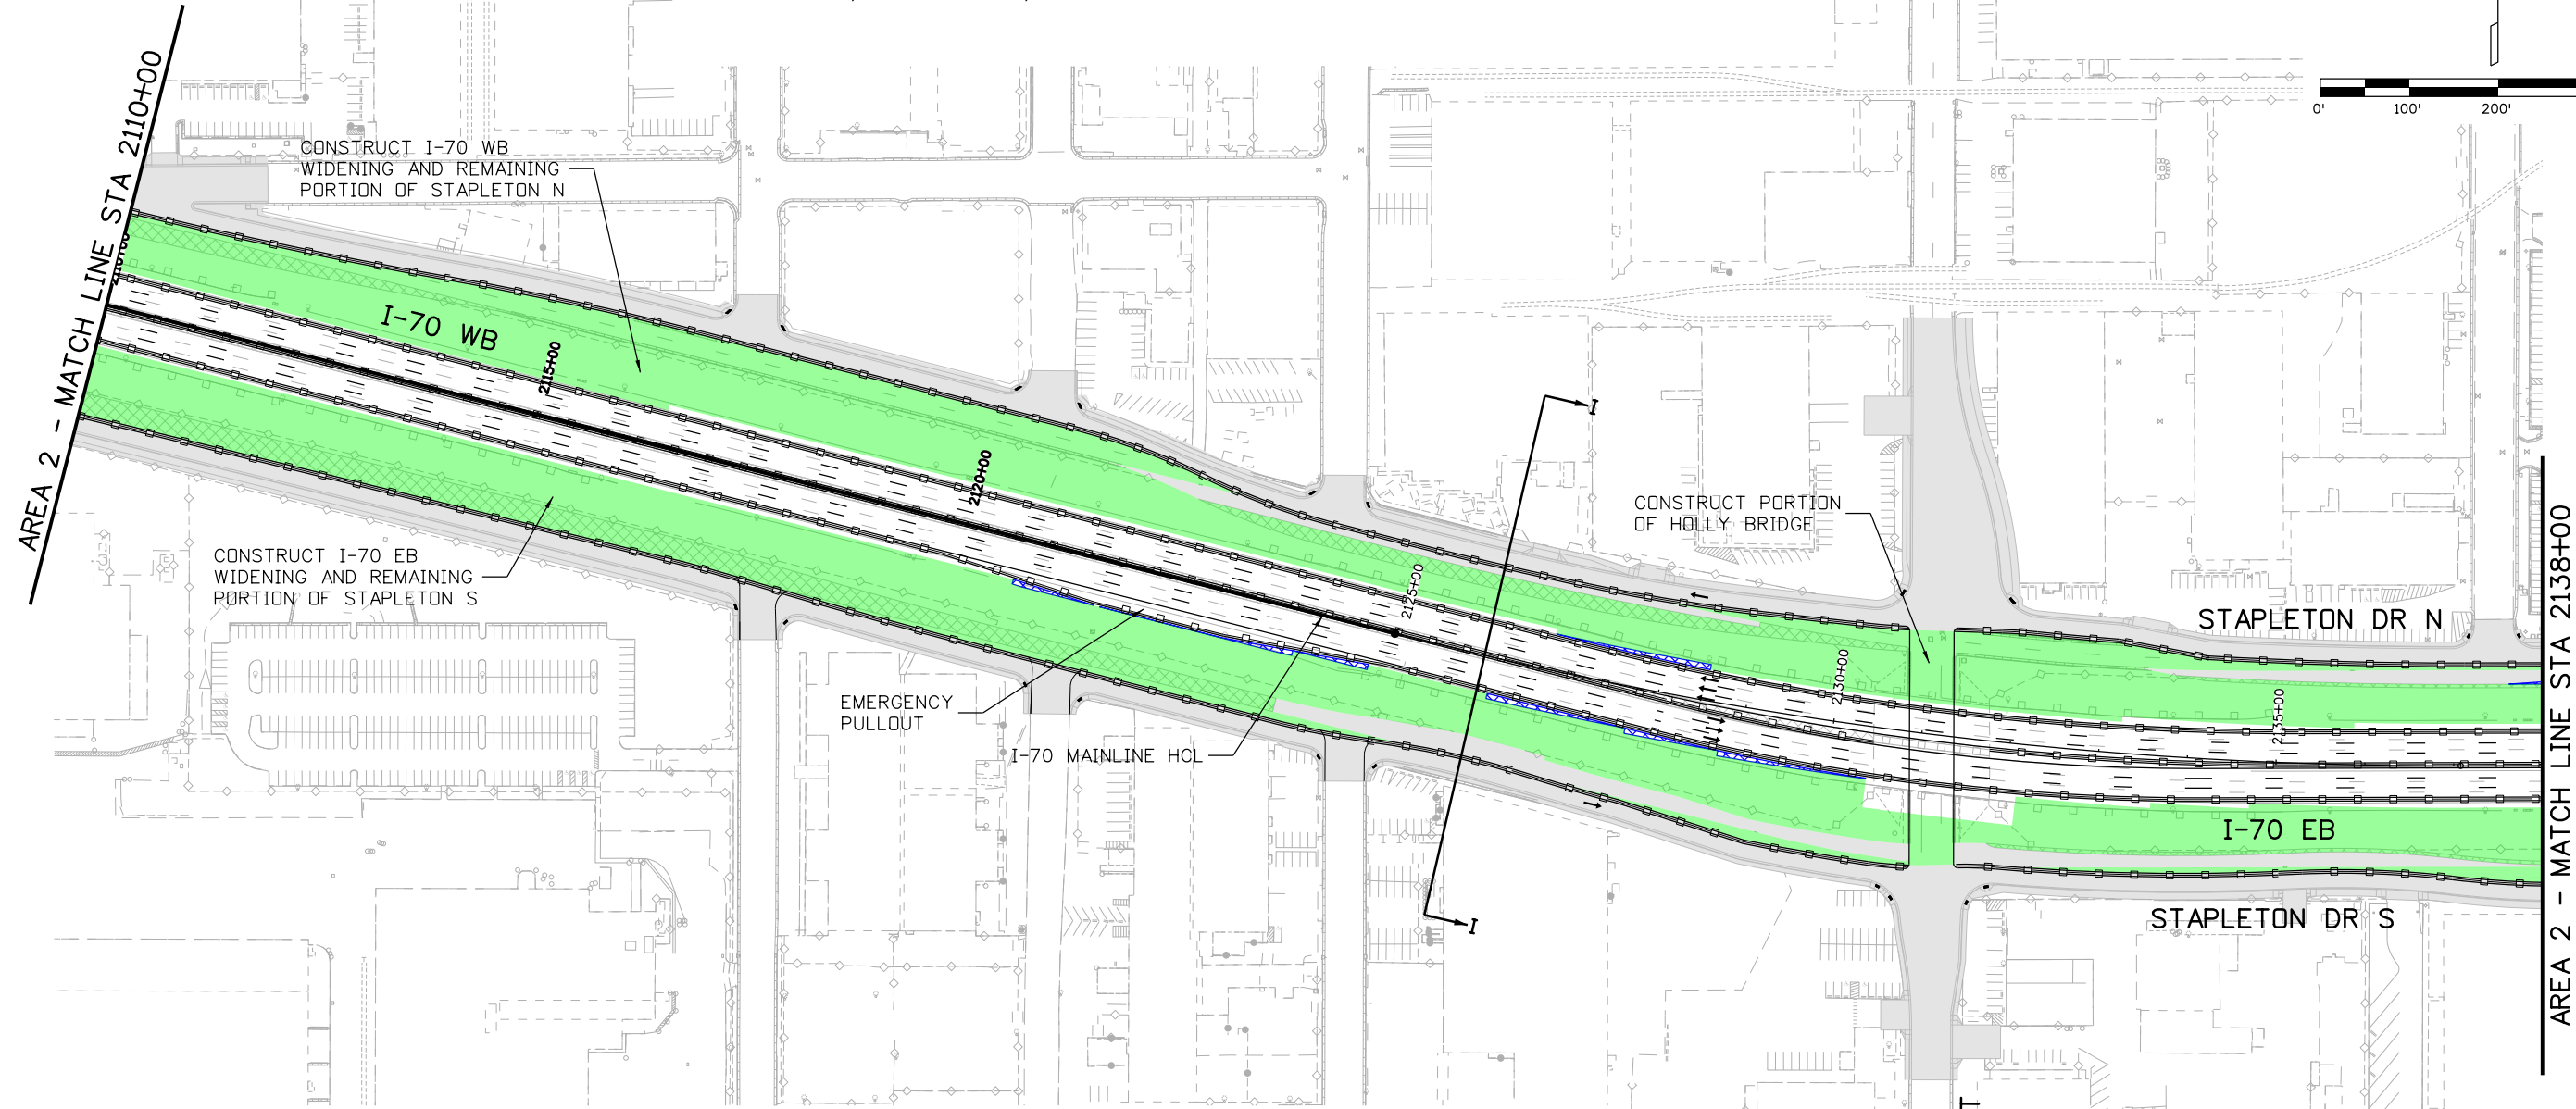 AREA 2 - MATCH LINE STA 2110+00
CONSTRUCT I-70 WB
WIDENING AND REMAINING
PORTION OF STAPLETON N
0'
100'
200'
I-70 WB
2115+00
2120+00
I
CONSTRUCT PORTION
OF HOLLY BRIDGE
CONSTRUCT I-70 EB
WIDENING AND REMAINING
PORTION OF STAPLETON S
2125+00
STAPLETON DR N
2130+00
2135+00
EMERGENCY
PULLOUT
I-70 MAINLINE HCL
I-70 EB
STAPLETON DR S
I
AREA 2 - MATCH LINE STA 2138+00
T